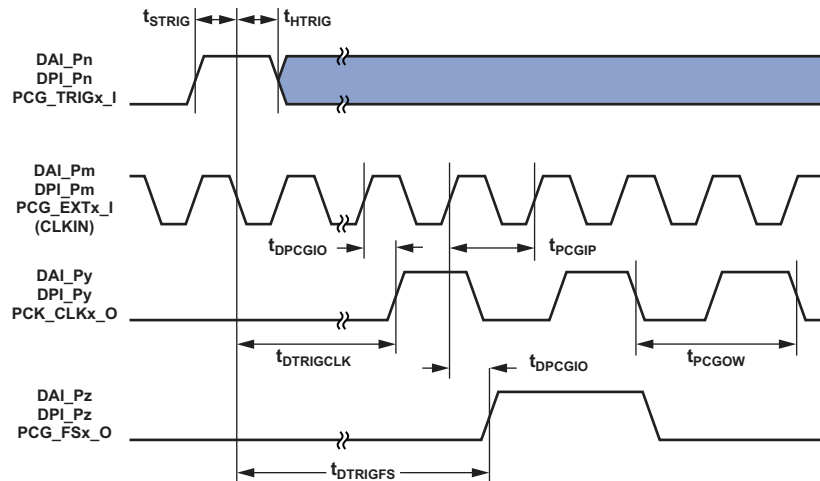 tSTRIG tHTRIG
DAI_Pn
DPI_Pn
PCG_TRIGx_I
DAI_Pm
DPI_Pm
PCG_EXTx_I
(CLKIN)
tDPCGIO tPCGIP
DAI_Py
DPI_Py
PCK_CLKx_O
tDTRIGCLK tDPCGIO tPCGOW
DAI_Pz
DPI_Pz
PCG_FSx_O
tDTRIGFS